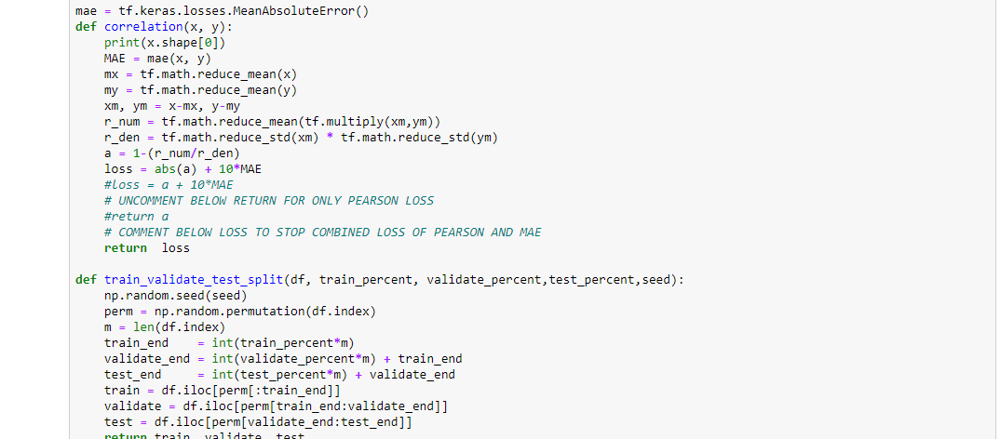 mae = tf.keras.losses.MeanAbsoluteError()
def correlation(x, y):
    print(x.shape[0])
    MAE = mae(x, y)
    mx = tf.math.reduce_mean(x)
    my = tf.math.reduce_mean(y)
    xm, ym = x-mx, y-my
    r_num = tf.math.reduce_mean(tf.multiply(xm,ym))
    r_den = tf.math.reduce_std(xm) * tf.math.reduce_std(ym)
    a = 1-(r_num/r_den)
    loss = abs(a) + 10*MAE
    #loss = a + 10*MAE
    # UNCOMMENT BELOW RETURN FOR ONLY PEARSON LOSS
    #return a
    # COMMENT BELOW LOSS TO STOP COMBINED LOSS OF PEARSON AND MAE
    return  loss

def train_validate_test_split(df, train_percent, validate_percent,test_percent,seed):
    np.random.seed(seed)
    perm = np.random.permutation(df.index)
    m = len(df.index)
    train_end    = int(train_percent*m)
    validate_end = int(validate_percent*m) + train_end
    test_end     = int(test_percent*m) + validate_end
    train = df.iloc[perm[:train_end]]
    validate = df.iloc[perm[train_end:validate_end]]
    test = df.iloc[perm[validate_end:test_end]]
    return train, validate, test